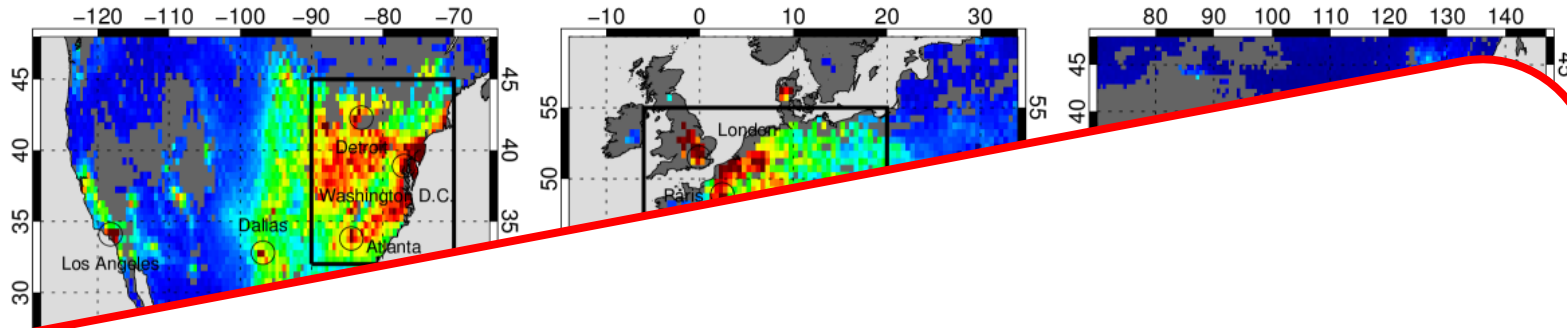 −120 −110 −100 −90 −80 −70
−10 0 10 20 30
80 90 100 110 120 130 140
45 40 35 30
45 40 35
55 50
55
45 40
45
Detroit
Washington D.C.
Dallas
Atlanta
Los Angeles
London
Paris